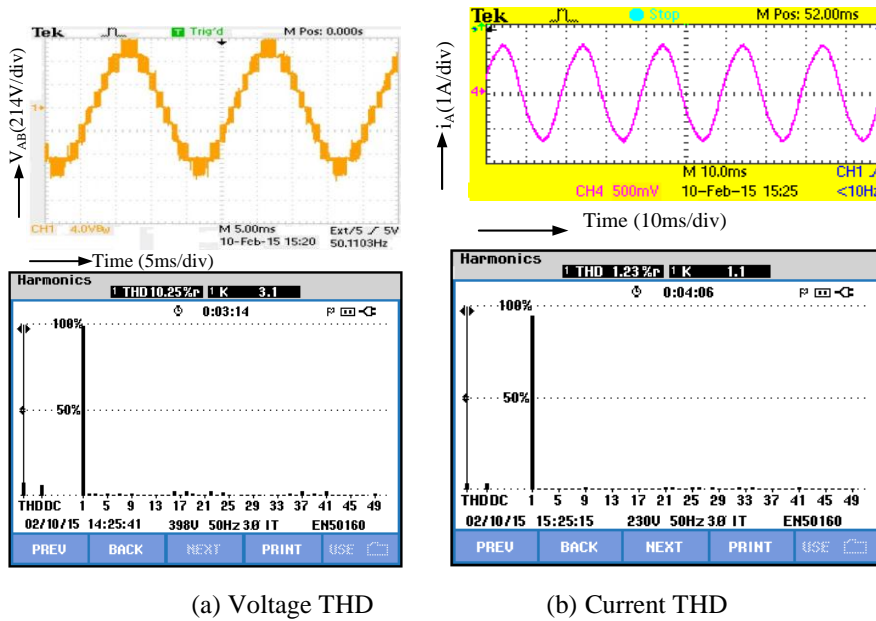 Tek Trig'd M Pos: 0.000s
V_AB(214V/div)
1
CH1 4.0VBw M 5.00ms Ext/5 / 5V
10-Feb-15 15:20 50.1103Hz
Time (5ms/div)
Harmonics
1 THD 10.25%r 1 K 3.1
0:03:14
100%
50%
THD DC 1 5 9 13 17 21 25 29 33 37 41 45 49
02/10/15 14:25:41 398V 50Hz 3Ø IT EN50160
PREV BACK NEXT PRINT USE
(a) Voltage THD
Tek Stop M Pos: 52.00ms
i_A(1A/div)
4
M 10.0ms CH1 /
CH4 500mV 10-Feb-15 15:25 <10Hz
Time (10ms/div)
Harmonics
1 THD 1.23%r 1 K 1.1
0:04:06
100%
50%
THD DC 1 5 9 13 17 21 25 29 33 37 41 45 49
02/10/15 15:25:15 230V 50Hz 3Ø IT EN50160
PREV BACK NEXT PRINT USE
(b) Current THD